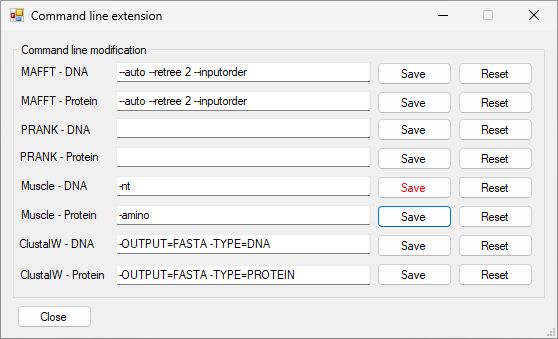 Command line extension
Command line modification
MAFFT - DNA --auto --retree 2 --inputorder Save Reset
MAFFT - Protein --auto --retree 2 --inputorder Save Reset
PRANK - DNA Save Reset
PRANK - Protein Save Reset
Muscle - DNA -nt Save Reset
Muscle - Protein -amino Save Reset
ClustalW - DNA -OUTPUT=FASTA -TYPE=DNA Save Reset
ClustalW - Protein -OUTPUT=FASTA -TYPE=PROTEIN Save Reset
Close